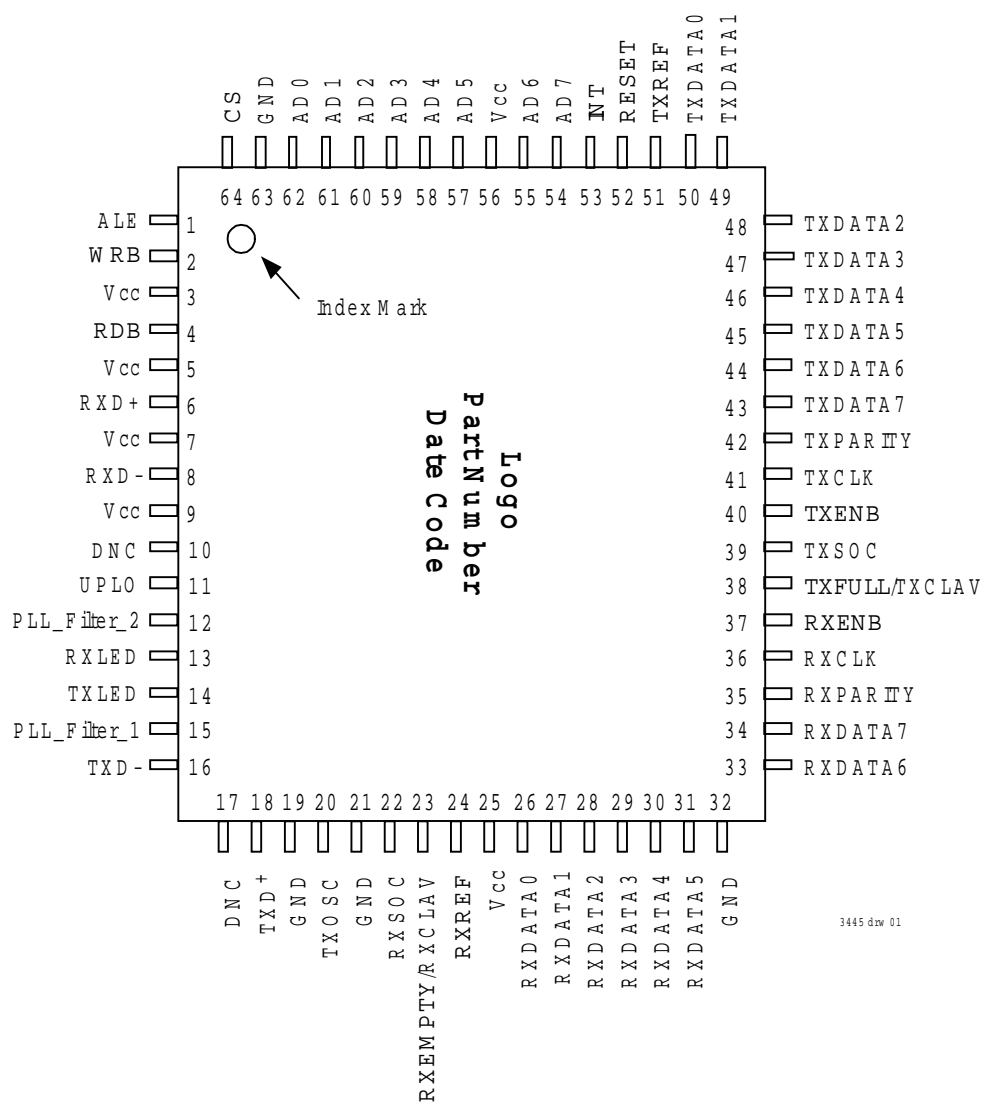 CS
GND
AD0
AD1
AD2
AD3
AD4
AD5
Vcc
AD6
AD7
INT
RESET
TXREF
TXDATA0
TXDATA1
64 63 62 61 60 59 58 57 56 55 54 53 52 51 50 49
ALE 1
WRB 2
Vcc 3
RDB 4
Vcc 5
RXD+ 6
Vcc 7
RXD- 8
Vcc 9
DNC 10
UPLO 11
PLL_Filter_2 12
RXLED 13
TXLED 14
PLL_Filter_1 15
TXD- 16
Index Mark
Logo
Part Number
Date Code
48 TXDATA2
47 TXDATA3
46 TXDATA4
45 TXDATA5
44 TXDATA6
43 TXDATA7
42 TXPARITY
41 TXCLK
40 TXENB
39 TXSOC
38 TXFULL/TXCLAV
37 RXENB
36 RXCLK
35 RXPARITY
34 RXDATA7
33 RXDATA6
17 18 19 20 21 22 23 24 25 26 27 28 29 30 31 32
DNC
TXD+
GND
TXOSC
GND
RXSOC
RXEMPTY/RXCLAV
RXREF
Vcc
RXDATA0
RXDATA1
RXDATA2
RXDATA3
RXDATA4
RXDATA5
GND
3445 drw 01